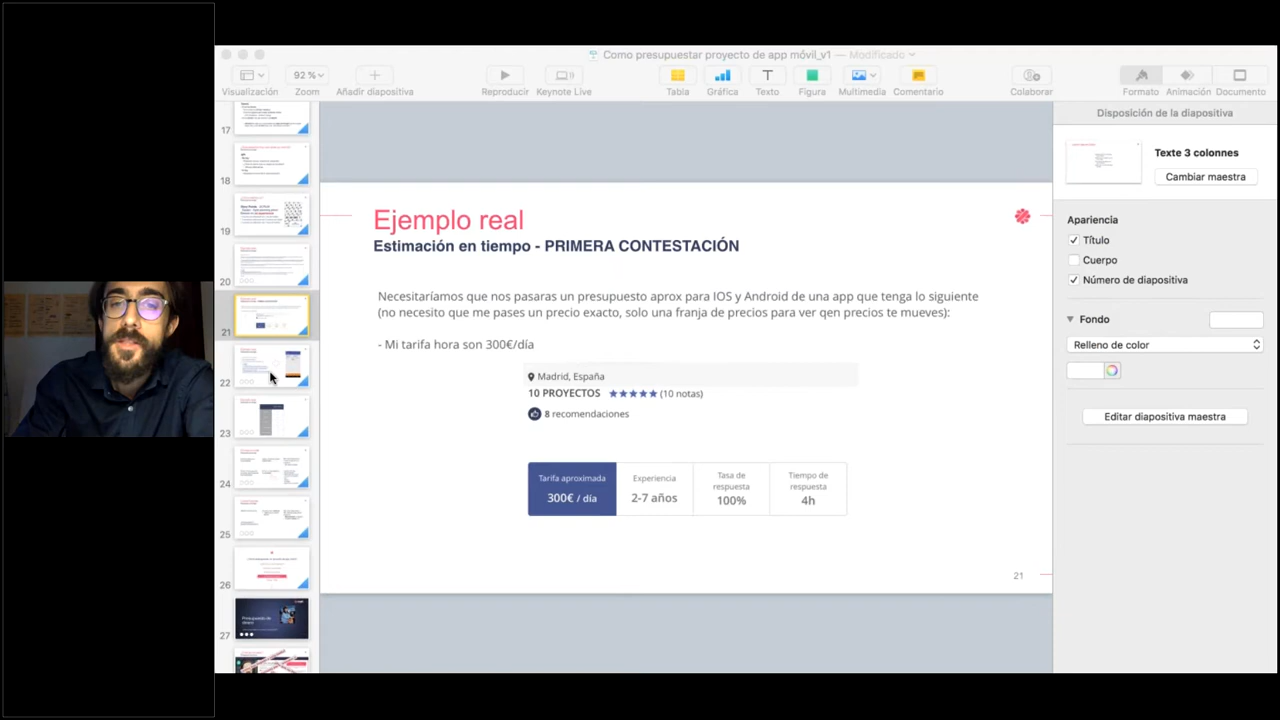 Como presupuestar proyecto de app móvil_v1 — Modificado
92 %
Visualización Zoom Añadir diapositiva Reproducir Keynote Live Tabla Gráfica Texto Figura Multimedia Comentario Colaborar Formato Animación Documento
17
18
19
20
21
22
23
24
25
26
27
Ejemplo real
Estimación en tiempo - PRIMERA CONTESTACIÓN
Necesitaríamos que nos pasaras un presupuesto aprox para IOS y Android de una app que tenga lo siguiente
(no necesito que me pases un precio exacto, solo una franja de precios para ver qen precios te mueves):
- Mi tarifa hora son 300€/día
Madrid, España
10 PROYECTOS ★★★★★ (10 notas)
8 recomendaciones
Tarifa aproximada
300€ / día
Experiencia
2-7 años
Tasa de
respuesta
100%
Tiempo de
respuesta
4h
21
Disposición de la diapositiva
Texte 3 colonnes
Cambiar maestra
Apariencia
Título
Cuerpo
Número de diapositiva
Fondo
Relleno de color
Editar diapositiva maestra